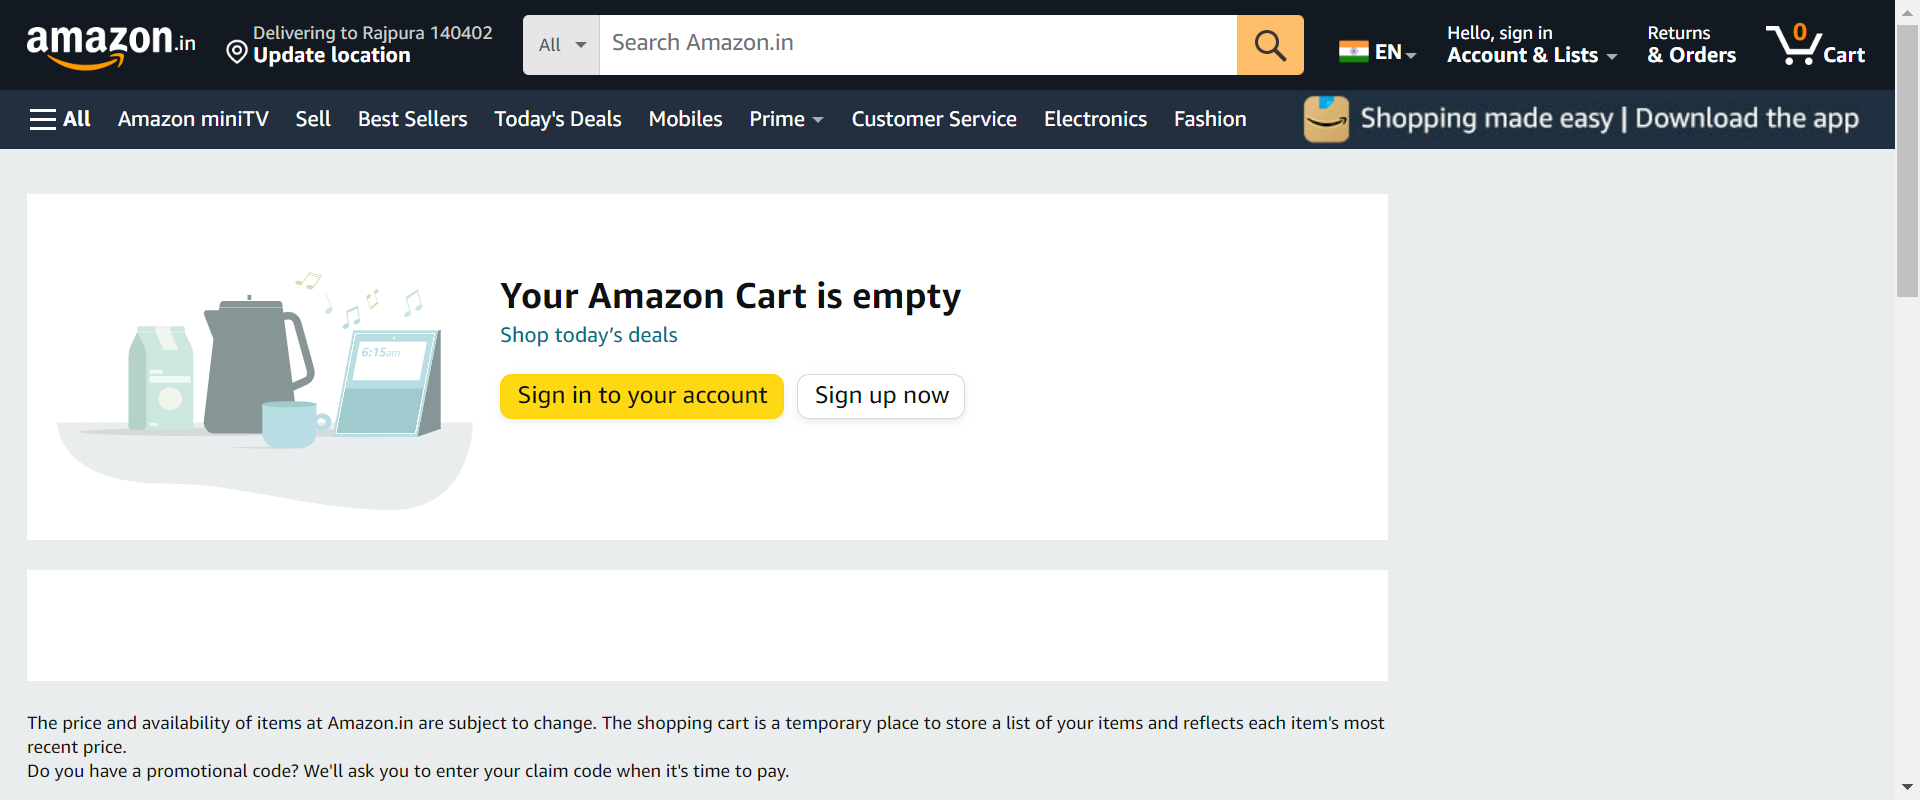 amazon.in
Delivering to Rajpura 140402
Update location
All
Search Amazon.in
EN
Hello, sign in
Account & Lists
Returns
& Orders
0
Cart
All
Amazon miniTV
Sell
Best Sellers
Today's Deals
Mobiles
Prime
Customer Service
Electronics
Fashion
Shopping made easy | Download the app
6:15am
Your Amazon Cart is empty
Shop today’s deals
Sign in to your account
Sign up now
The price and availability of items at Amazon.in are subject to change. The shopping cart is a temporary place to store a list of your items and reflects each item's most
recent price.
Do you have a promotional code? We'll ask you to enter your claim code when it's time to pay.